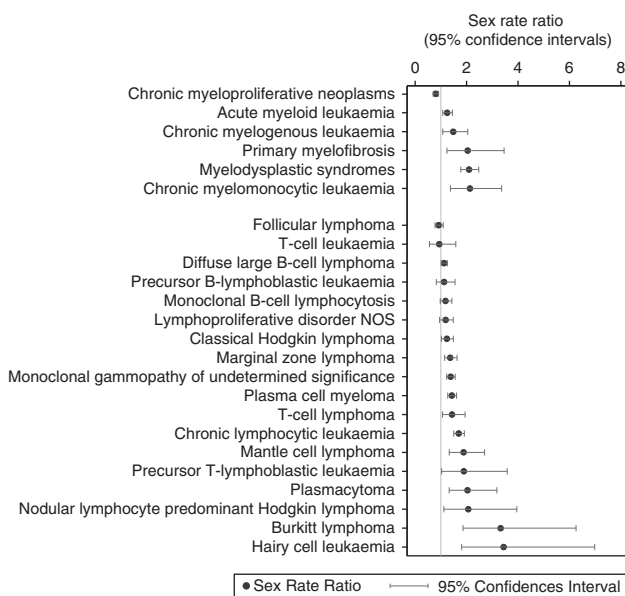 Sex rate ratio
(95% confidence intervals)
0 2 4 6 8
Chronic myeloproliferative neoplasms
Acute myeloid leukaemia
Chronic myelogenous leukaemia
Primary myelofibrosis
Myelodysplastic syndromes
Chronic myelomonocytic leukaemia
Follicular lymphoma
T-cell leukaemia
Diffuse large B-cell lymphoma
Precursor B-lymphoblastic leukaemia
Monoclonal B-cell lymphocytosis
Lymphoproliferative disorder NOS
Classical Hodgkin lymphoma
Marginal zone lymphoma
Monoclonal gammopathy of undetermined significance
Plasma cell myeloma
T-cell lymphoma
Chronic lymphocytic leukaemia
Mantle cell lymphoma
Precursor T-lymphoblastic leukaemia
Plasmacytoma
Nodular lymphocyte predominant Hodgkin lymphoma
Burkitt lymphoma
Hairy cell leukaemia
Sex Rate Ratio 95% Confidences Interval